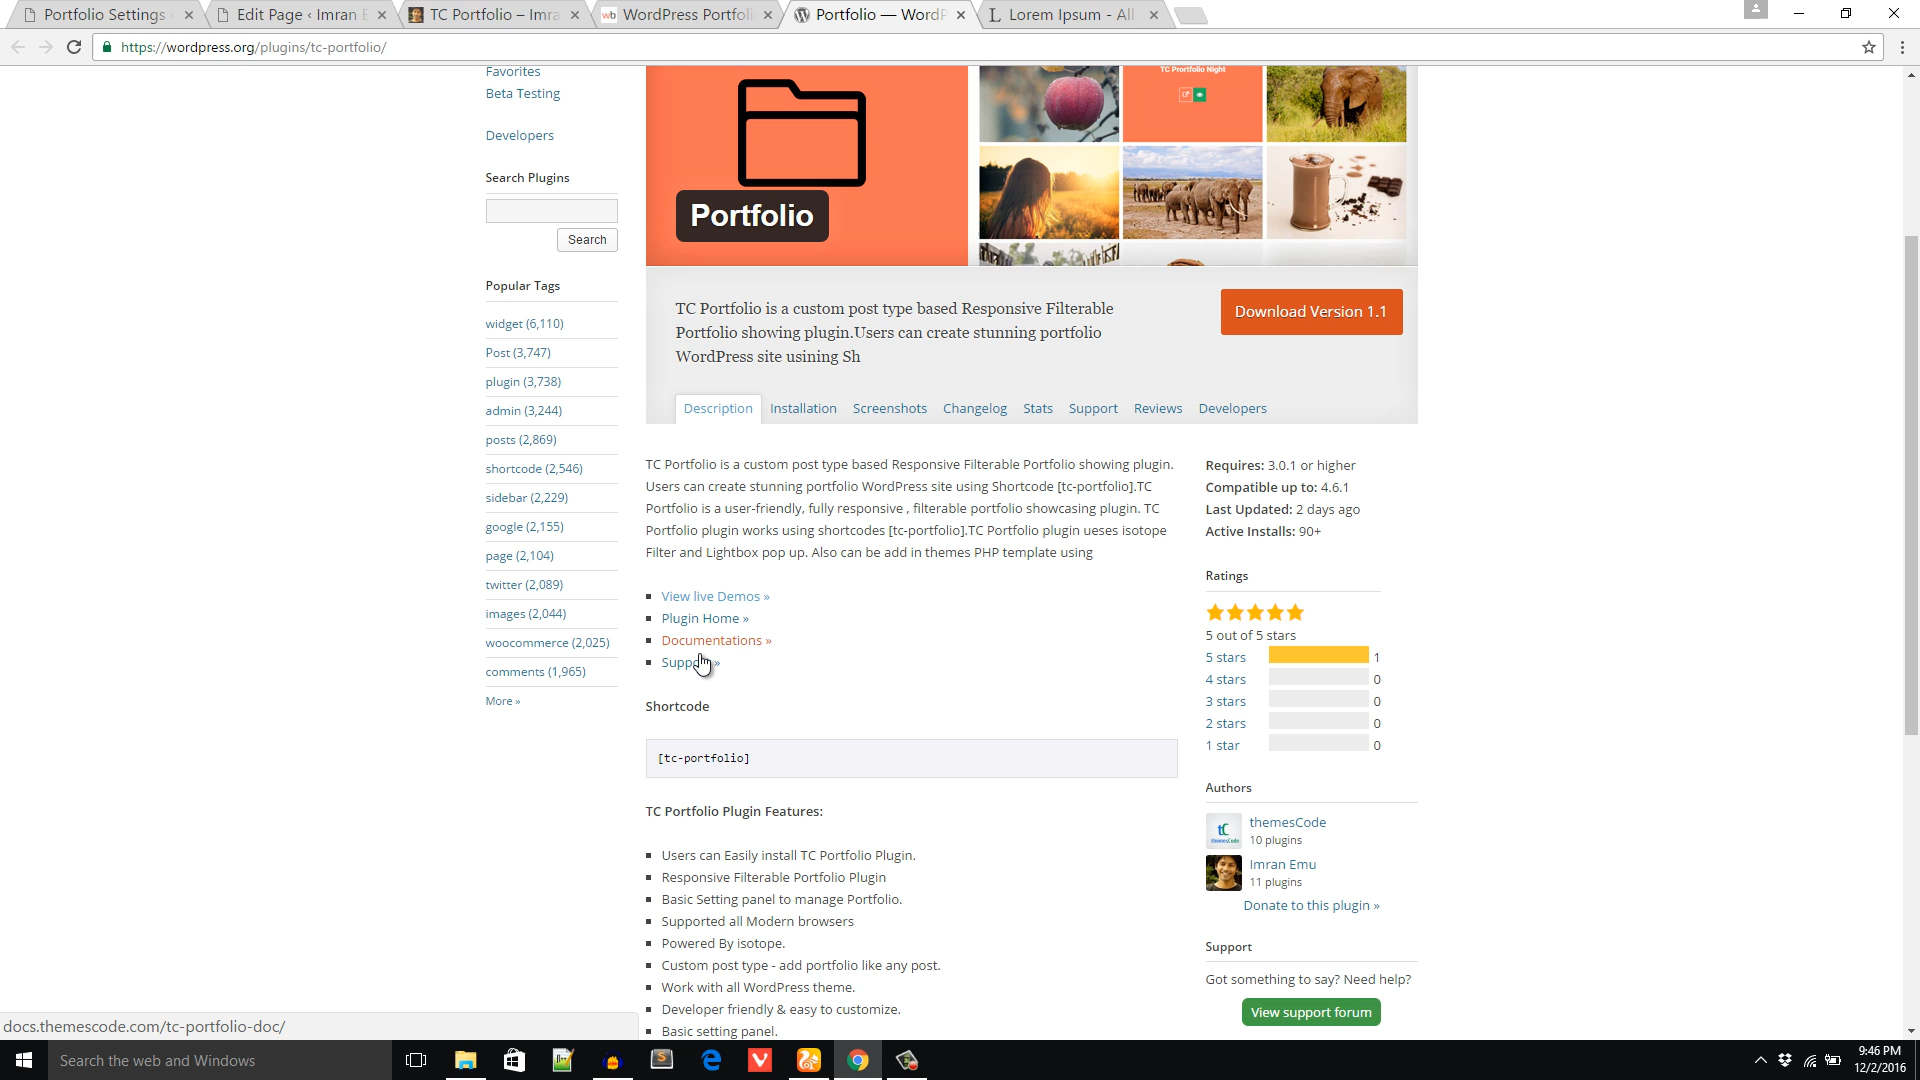 Portfolio Settings
Edit Page ‹ Imran E
TC Portfolio – Imra
WordPress Portfoli
Portfolio — WordP
Lorem Ipsum - All
https://wordpress.org/plugins/tc-portfolio/
Favorites
Beta Testing
Developers
Search Plugins
Search
Popular Tags
widget (6,110)
Post (3,747)
plugin (3,738)
admin (3,244)
posts (2,869)
shortcode (2,546)
sidebar (2,229)
google (2,155)
page (2,104)
twitter (2,089)
images (2,044)
woocommerce (2,025)
comments (1,965)
More »
TC Prortfolio Night
Portfolio
TC Portfolio is a custom post type based Responsive Filterable
Portfolio showing plugin.Users can create stunning portfolio
WordPress site usining Sh
Download Version 1.1
Description Installation Screenshots Changelog Stats Support Reviews Developers
TC Portfolio is a custom post type based Responsive Filterable Portfolio showing plugin.
Users can create stunning portfolio WordPress site using Shortcode [tc-portfolio].TC
Portfolio is a user-friendly, fully responsive , filterable portfolio showcasing plugin. TC
Portfolio plugin works using shortcodes [tc-portfolio].TC Portfolio plugin ueses isotope
Filter and Lightbox pop up. Also can be add in themes PHP template using
View live Demos »
Plugin Home »
Documentations »
Supp »
Shortcode
[tc-portfolio]
TC Portfolio Plugin Features:
Users can Easily install TC Portfolio Plugin.
Responsive Filterable Portfolio Plugin
Basic Setting panel to manage Portfolio.
Supported all Modern browsers
Powered By isotope.
Custom post type - add portfolio like any post.
Work with all WordPress theme.
Developer friendly & easy to customize.
Basic setting panel.
Requires: 3.0.1 or higher
Compatible up to: 4.6.1
Last Updated: 2 days ago
Active Installs: 90+
Ratings
5 out of 5 stars
5 stars 1
4 stars 0
3 stars 0
2 stars 0
1 star 0
Authors
tC
themesCode
themesCode
10 plugins
Imran Emu
11 plugins
Donate to this plugin »
Support
Got something to say? Need help?
View support forum
docs.themescode.com/tc-portfolio-doc/
Search the web and Windows
9:46 PM
12/2/2016